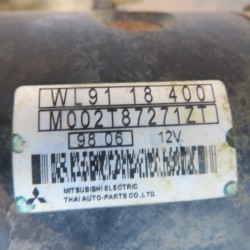 WL91 18 400
M002T87271ZT
98 06 12V
MITSUBISHI ELECTRIC
THAI AUTO-PARTS CO.,LTD.